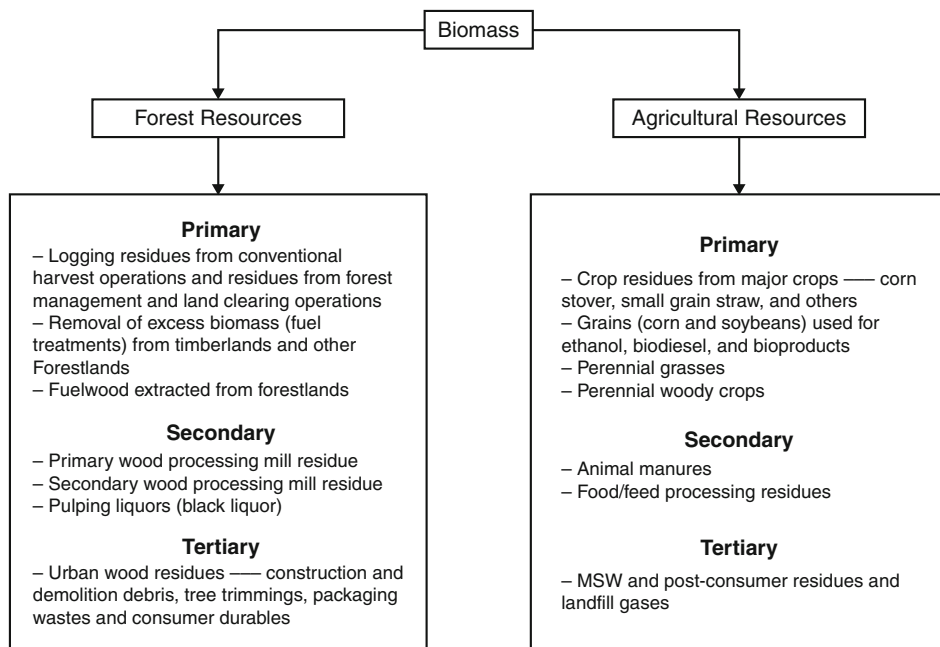 Biomass
Forest Resources
Agricultural Resources
Primary
– Logging residues from conventional
harvest operations and residues from forest
management and land clearing operations
– Removal of excess biomass (fuel
treatments) from timberlands and other
Forestlands
– Fuelwood extracted from forestlands
Secondary
– Primary wood processing mill residue
– Secondary wood processing mill residue
– Pulping liquors (black liquor)
Tertiary
– Urban wood residues –— construction and
demolition debris, tree trimmings, packaging
wastes and consumer durables
Primary
– Crop residues from major crops –— corn
stover, small grain straw, and others
– Grains (corn and soybeans) used for
ethanol, biodiesel, and bioproducts
– Perennial grasses
– Perennial woody crops
Secondary
– Animal manures
– Food/feed processing residues
Tertiary
– MSW and post-consumer residues and
landfill gases